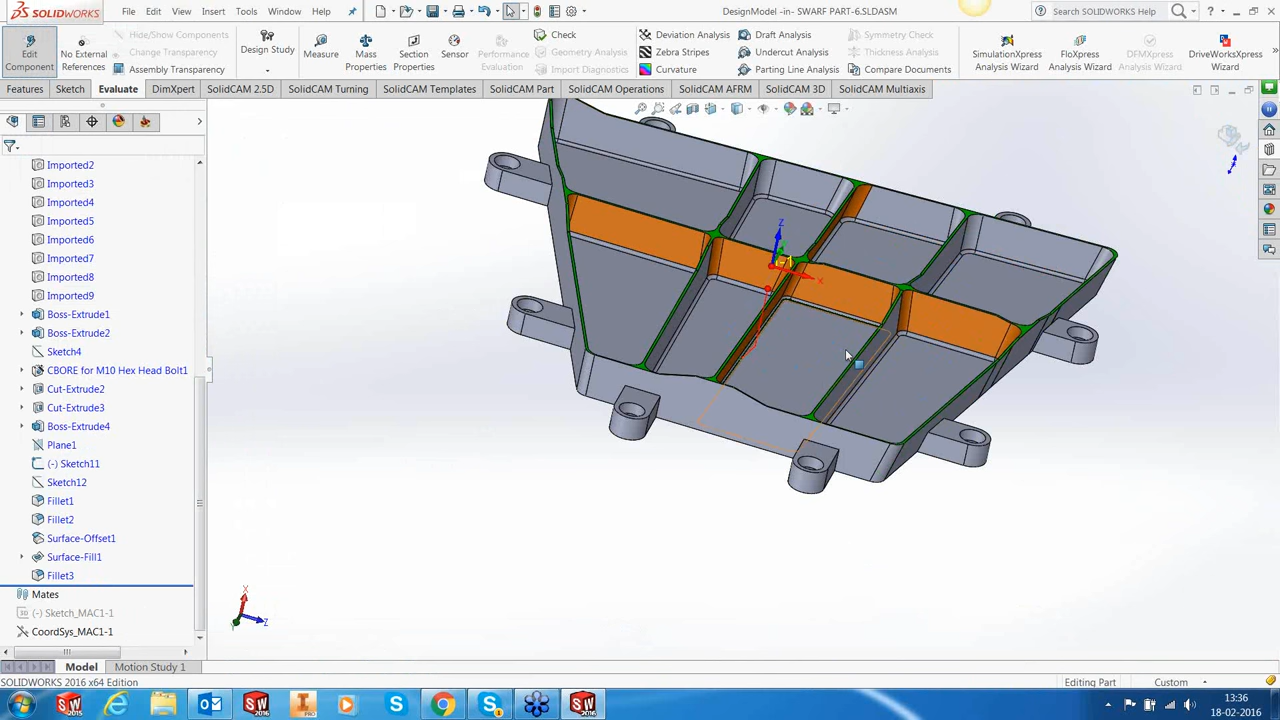 SOLIDWORKS
File Edit View Insert Tools Window Help
DesignModel -in- SWARF PART-6.SLDASM
Search SOLIDWORKS Help
Edit Component
No External References
Show/Hide Components
Change Transparency
Assembly Transparency
Design Study
Measure
Mass Properties
Section Properties
Sensor
Performance Evaluation
Check
Geometry Analysis
Import Diagnostics
Deviation Analysis
Zebra Stripes
Curvature
Draft Analysis
Undercut Analysis
Parting Line Analysis
Symmetry Check
Thickness Analysis
Compare Documents
SimulationXpress Analysis Wizard
FloXpress Analysis Wizard
DFMXpress Analysis Wizard
DriveWorksXpress Wizard
Features Sketch Evaluate DimXpert SolidCAM 2.5D SolidCAM Turning SolidCAM Templates SolidCAM Part SolidCAM Operations SolidCAM AFRM SolidCAM 3D SolidCAM Multiaxis
Imported2
Imported3
Imported4
Imported5
Imported6
Imported7
Imported8
Imported9
Boss-Extrude1
Boss-Extrude2
Sketch4
CBORE for M10 Hex Head Bolt1
Cut-Extrude2
Cut-Extrude3
Boss-Extrude4
Plane1
(-) Sketch11
Sketch12
Fillet1
Fillet2
Surface-Offset1
Surface-Fill1
Fillet3
Mates
(-) Sketch_MAC1-1
CoordSys_MAC1-1
Z
X
X
Z
Y
Model Motion Study 1
SOLIDWORKS 2016 x64 Edition
Editing Part
Custom
13:36
18-02-2016